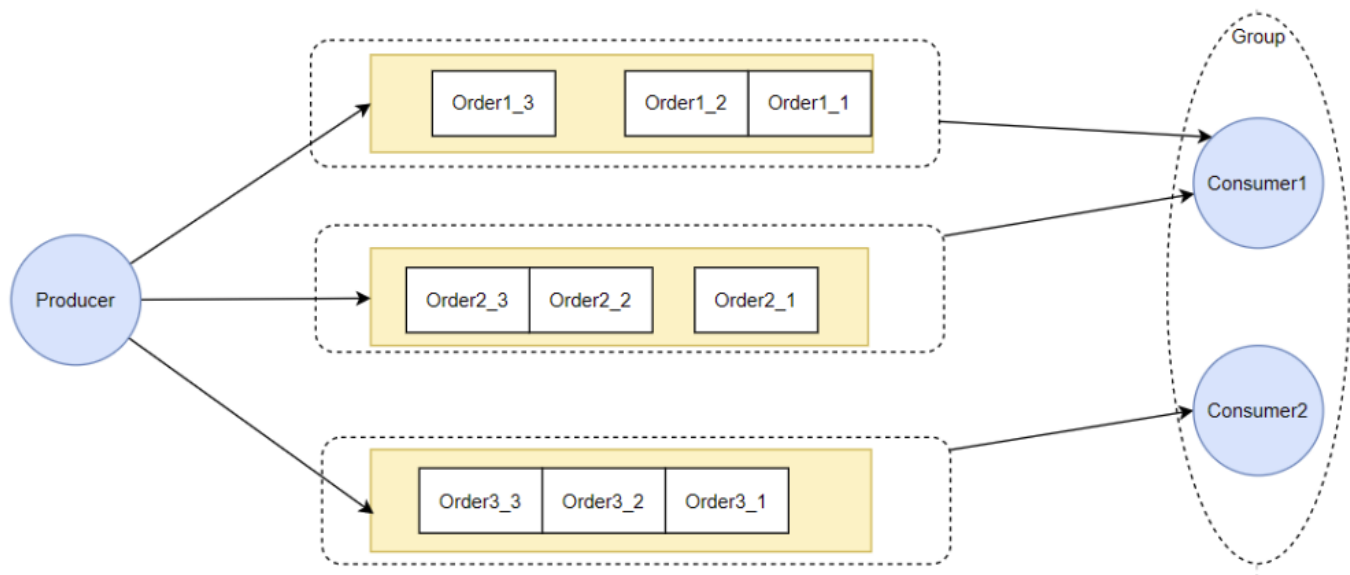 Group
Order1_3
Order1_2
Order1_1
Consumer1
Producer
Order2_3
Order2_2
Order2_1
Consumer2
Order3_3
Order3_2
Order3_1